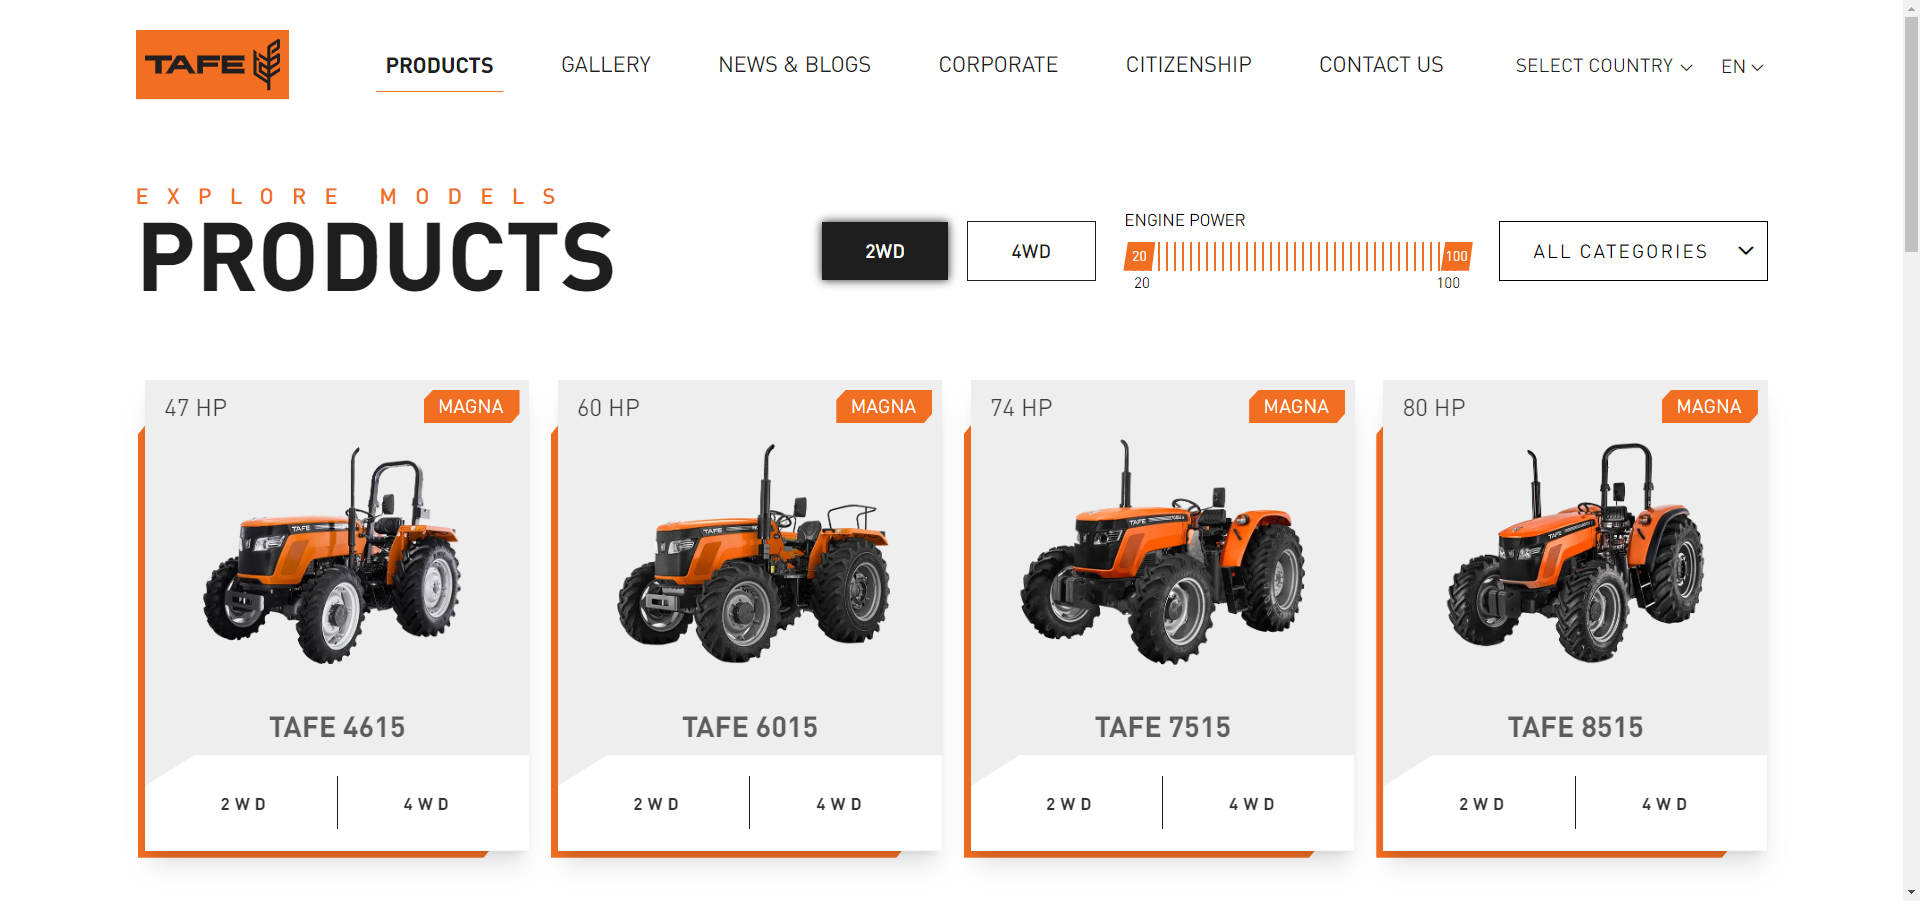 TAFE
PRODUCTS
GALLERY
NEWS & BLOGS
CORPORATE
CITIZENSHIP
CONTACT US
SELECT COUNTRY
EN
EXPLORE MODELS
PRODUCTS
2WD
4WD
ENGINE POWER
20
100
20
100
ALL CATEGORIES
47 HP
MAGNA
TAFE
TAFE 4615
2WD
4WD
60 HP
MAGNA
TAFE
TAFE 6015
2WD
4WD
74 HP
MAGNA
TAFE
TAFE 7515
2WD
4WD
80 HP
MAGNA
TAFE
TAFE 8515
2WD
4WD